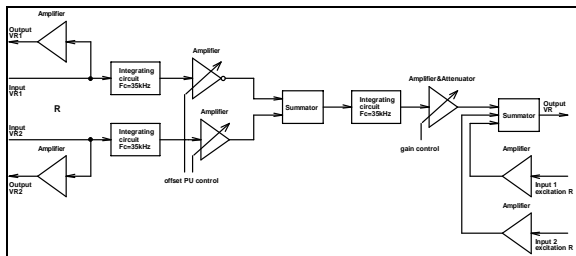 Amplifier
Output
VR1
Input
VR1
Integrating
circuit
Fc=35kHz
Amplifier
R
Input
VR2
Amplifier
Output
VR2
Integrating
circuit
Fc=35kHz
Amplifier
offset PU control
Summator
Integrating
circuit
Fc=35kHz
Amplifier&Attenuator
gain control
Output
VR
Summator
Amplifier
Input 1
excitation R
Amplifier
Input 2
excitation R